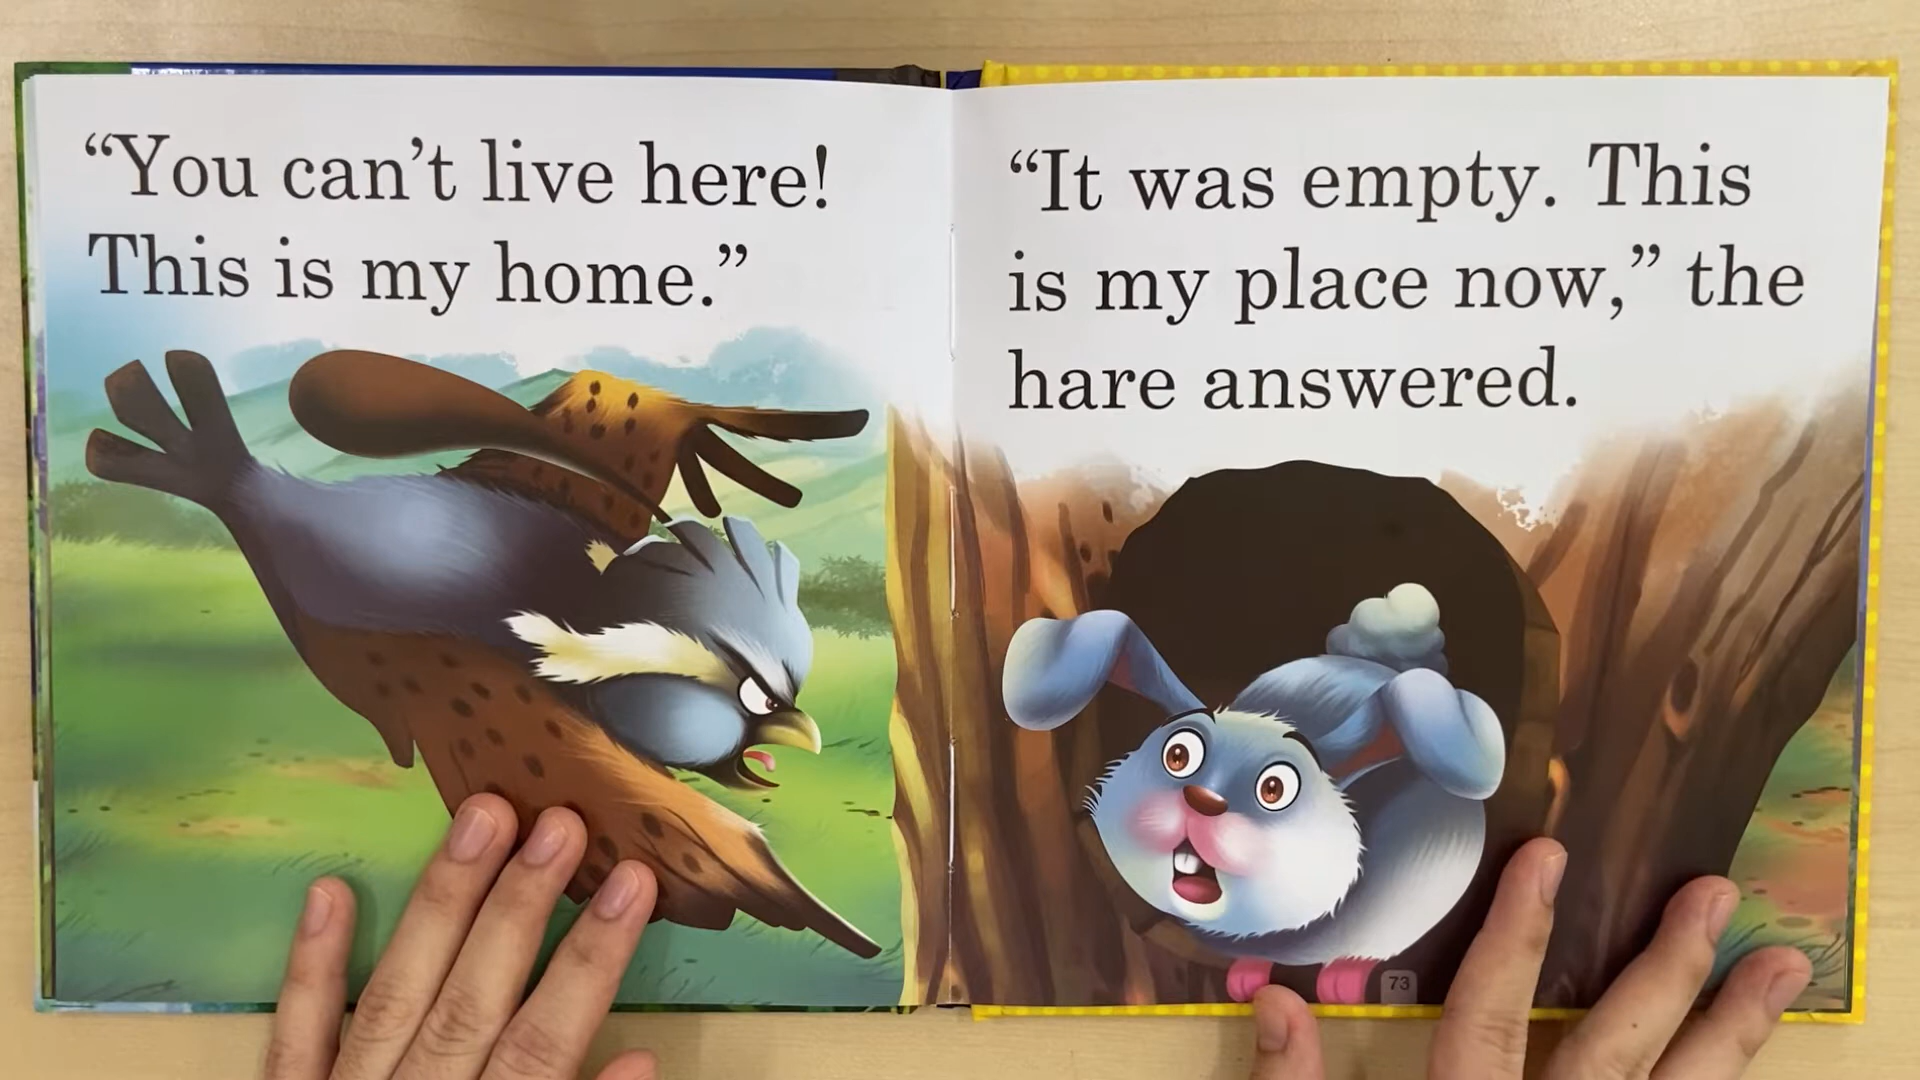 “You can’t live here!
This is my home.”
“It was empty. This
is my place now,” the
hare answered.
73